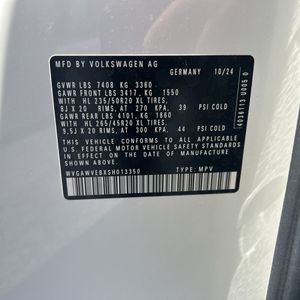 MFD BY VOLKSWAGEN AG
GERMANY 10/24
GVWR LBS 7408 KG 3360
GAWR FRONT LBS 3417. KG 1550
WITH HL 235/50R20 XL TIRES,
8J X 20 RIMS, AT 270 KPA, 39 PSI COLD
GAWR REAR LBS 4101, KG 1860
WITH HL 265/45R20 XL TIRES,
9,5J X 20 RIMS, AT 300 KPA, 44 PSI COLD
THIS VEHICLE CONFORMS TO ALL APPLICABLE
U.S. FEDERAL MOTOR VEHICLE SAFETY STANDARDS
IN EFFECT ON THE DATE OF MANUFACTURE
SHOWN ABOVE
TYPE: MPV